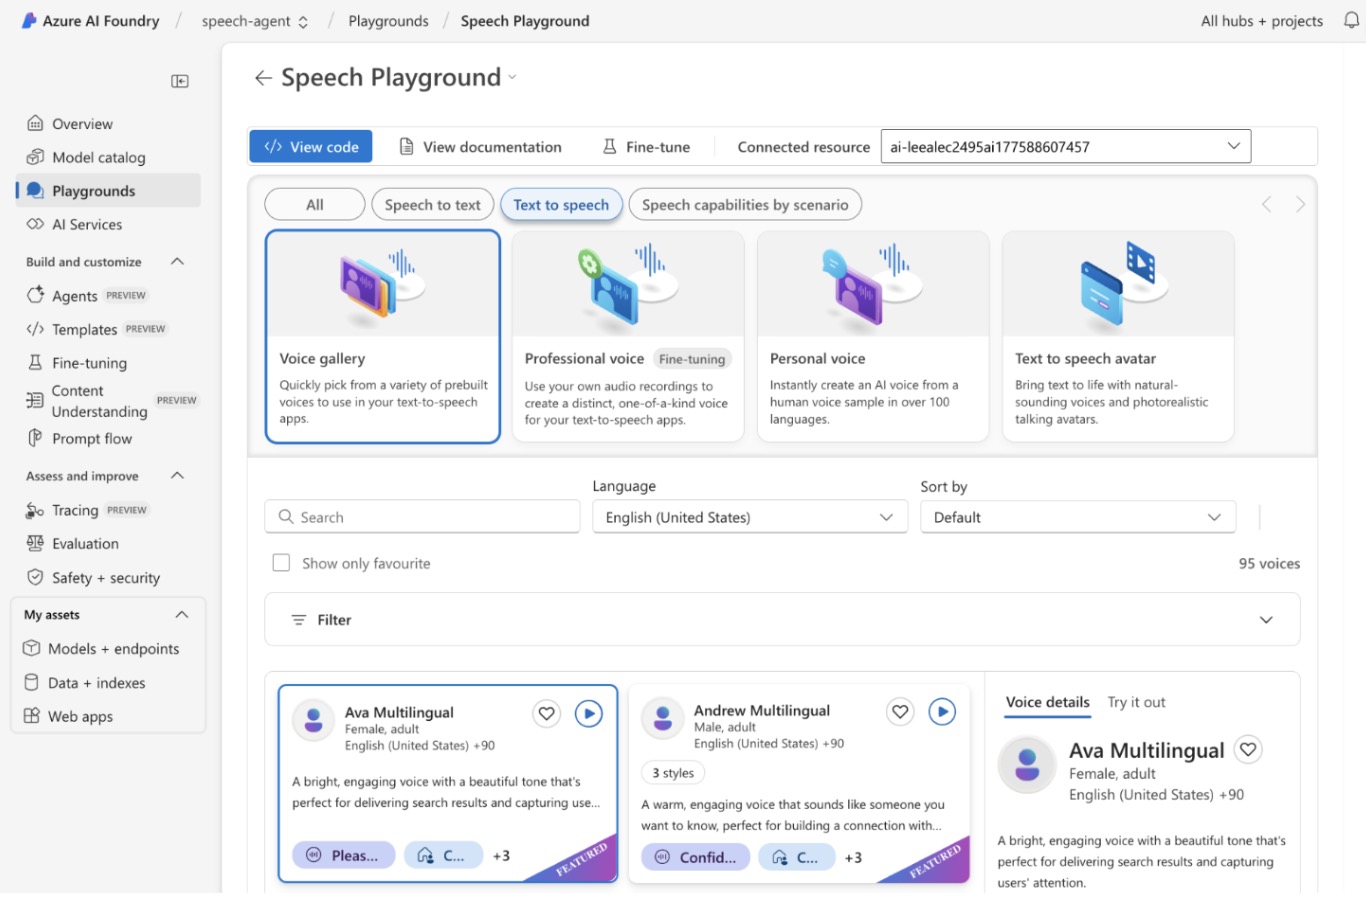 Azure AI Foundry / speech-agent / Playgrounds / Speech Playground
All hubs + projects
Overview
Model catalog
Playgrounds
AI Services
Build and customize
Agents PREVIEW
Templates PREVIEW
Fine-tuning
Content
Understanding PREVIEW
Prompt flow
Assess and improve
Tracing PREVIEW
Evaluation
Safety + security
My assets
Models + endpoints
Data + indexes
Web apps
Speech Playground
</> View code
View documentation
Fine-tune
Connected resource
ai-leealec2495ai177588607457
All
Speech to text
Text to speech
Speech capabilities by scenario
Voice gallery
Quickly pick from a variety of prebuilt
voices to use in your text-to-speech
apps.
Professional voice Fine-tuning
Use your own audio recordings to
create a distinct, one-of-a-kind voice
for your text-to-speech apps.
Personal voice
Instantly create an AI voice from a
human voice sample in over 100
languages.
Text to speech avatar
Bring text to life with natural-
sounding voices and photorealistic
talking avatars.
Search
Language
English (United States)
Sort by
Default
Show only favourite
95 voices
Filter
Ava Multilingual
Female, adult
English (United States) +90
A bright, engaging voice with a beautiful tone that's
perfect for delivering search results and capturing use...
Pleas...
C...
+3
FEATURED
Andrew Multilingual
Male, adult
English (United States) +90
3 styles
A warm, engaging voice that sounds like someone you
want to know, perfect for building a connection with...
Confid...
C...
+3
FEATURED
Voice details
Try it out
Ava Multilingual
Female, adult
English (United States) +90
A bright, engaging voice with a beautiful tone that's
perfect for delivering search results and capturing
users' attention.